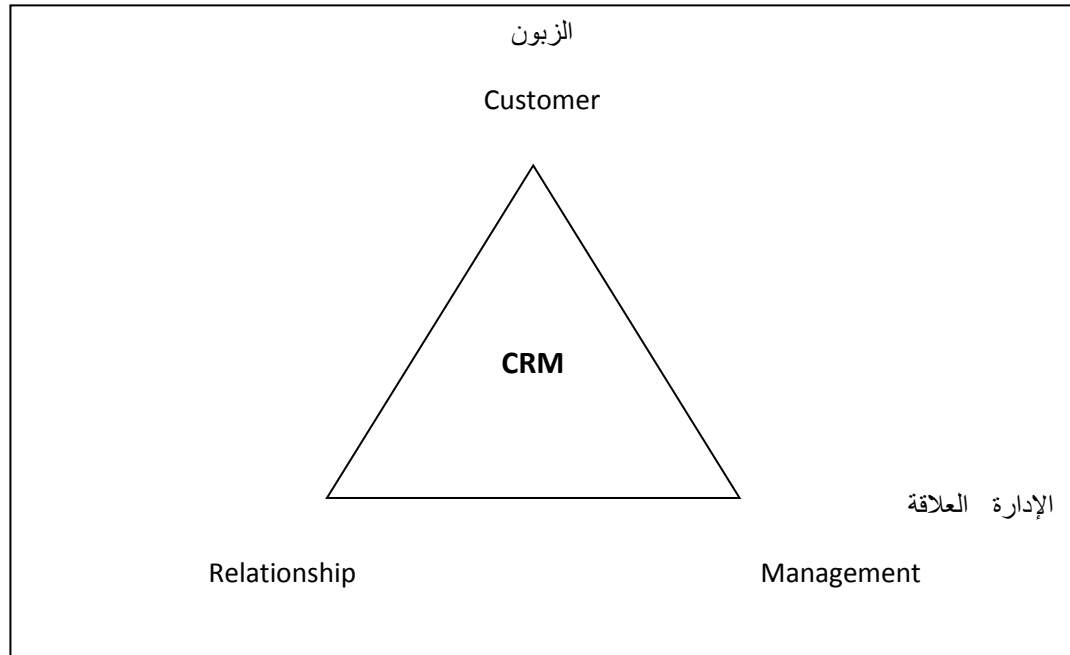 الزبون
Customer
CRM
الإدارة العلاقة
Relationship Management